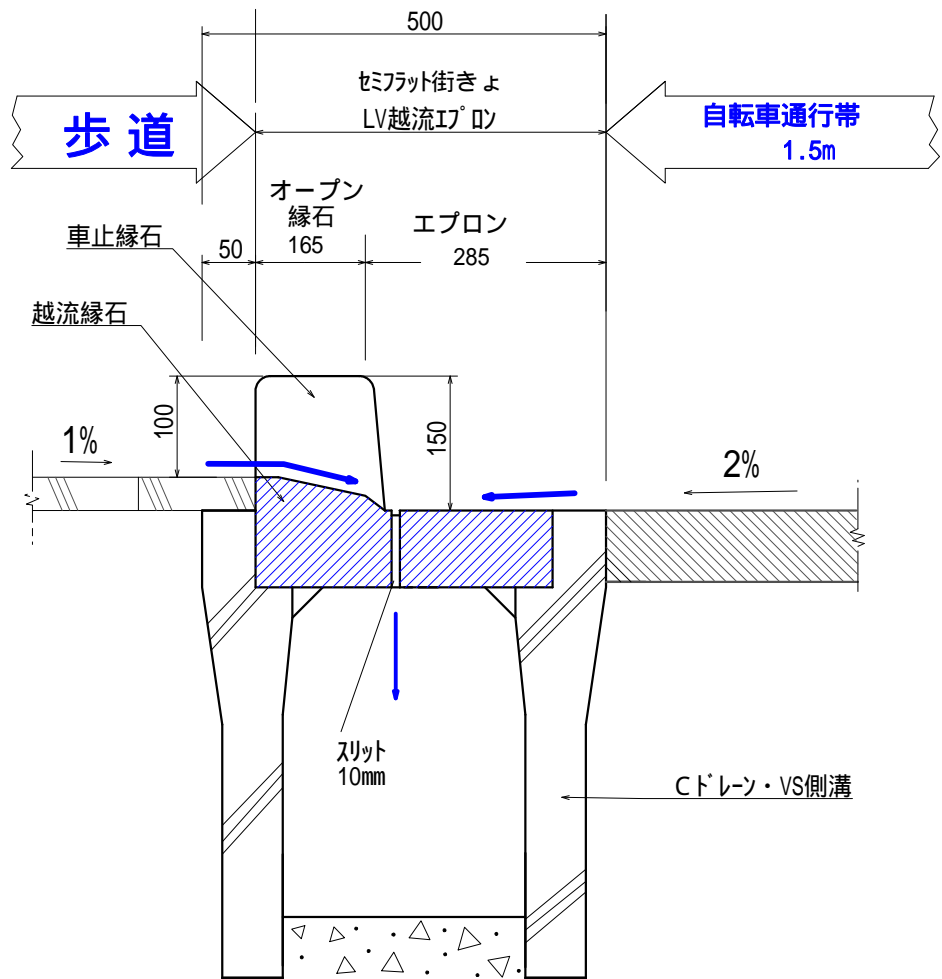 500
セミフラット街きょ
LV越流エプロン
歩道
自転車通行帯
1.5m
オープン
縁石
165
エプロン
285
50
車止縁石
越流縁石
100
150
1%
2%
スリット
10mm
Cドレーン・VS側溝